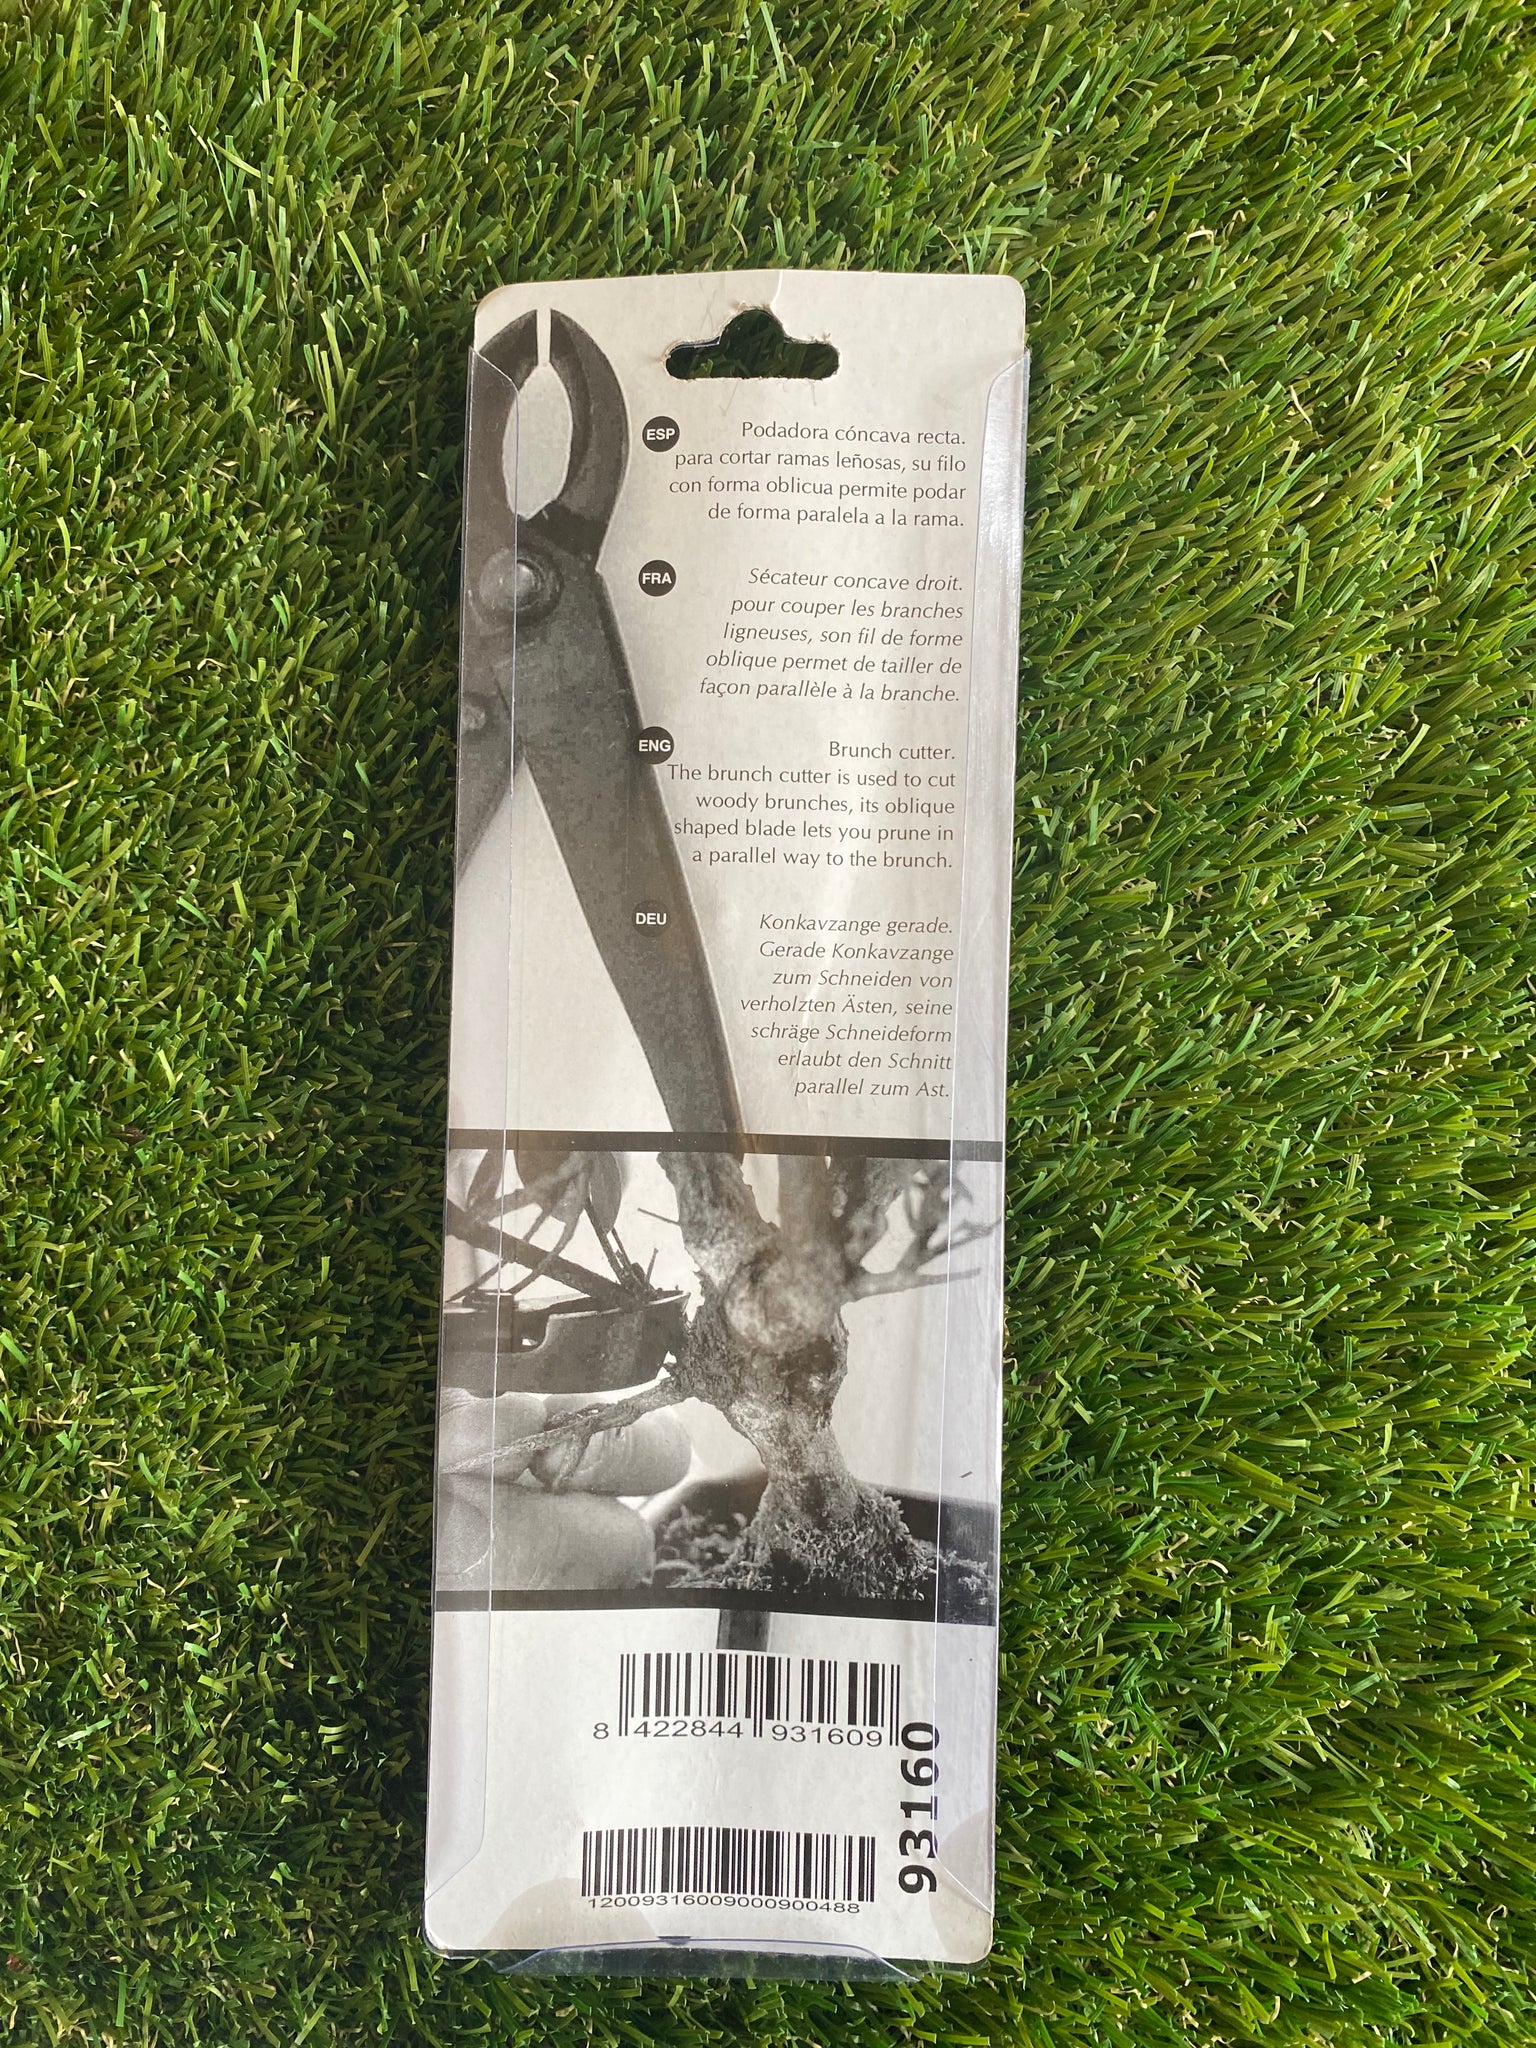 ESP
Podadora cóncava recta.
para cortar ramas leñosas, su filo
con forma oblicua permite podar
de forma paralela a la rama.
FRA
Sécateur concave droit.
pour couper les branches
ligneuses, son fil de forme
oblique permet de tailler de
façon parallèle à la branche.
ENG
Brunch cutter.
The brunch cutter is used to cut
woody brunches, its oblique
shaped blade lets you prune in
a parallel way to the brunch.
DEU
Konkavzange gerade.
Gerade Konkavzange
zum Schneiden von
verholzten Ästen, seine
schräge Schneideform
erlaubt den Schnitt
parallel zum Ast.
8 422844 931609
93160
12009316009000900488